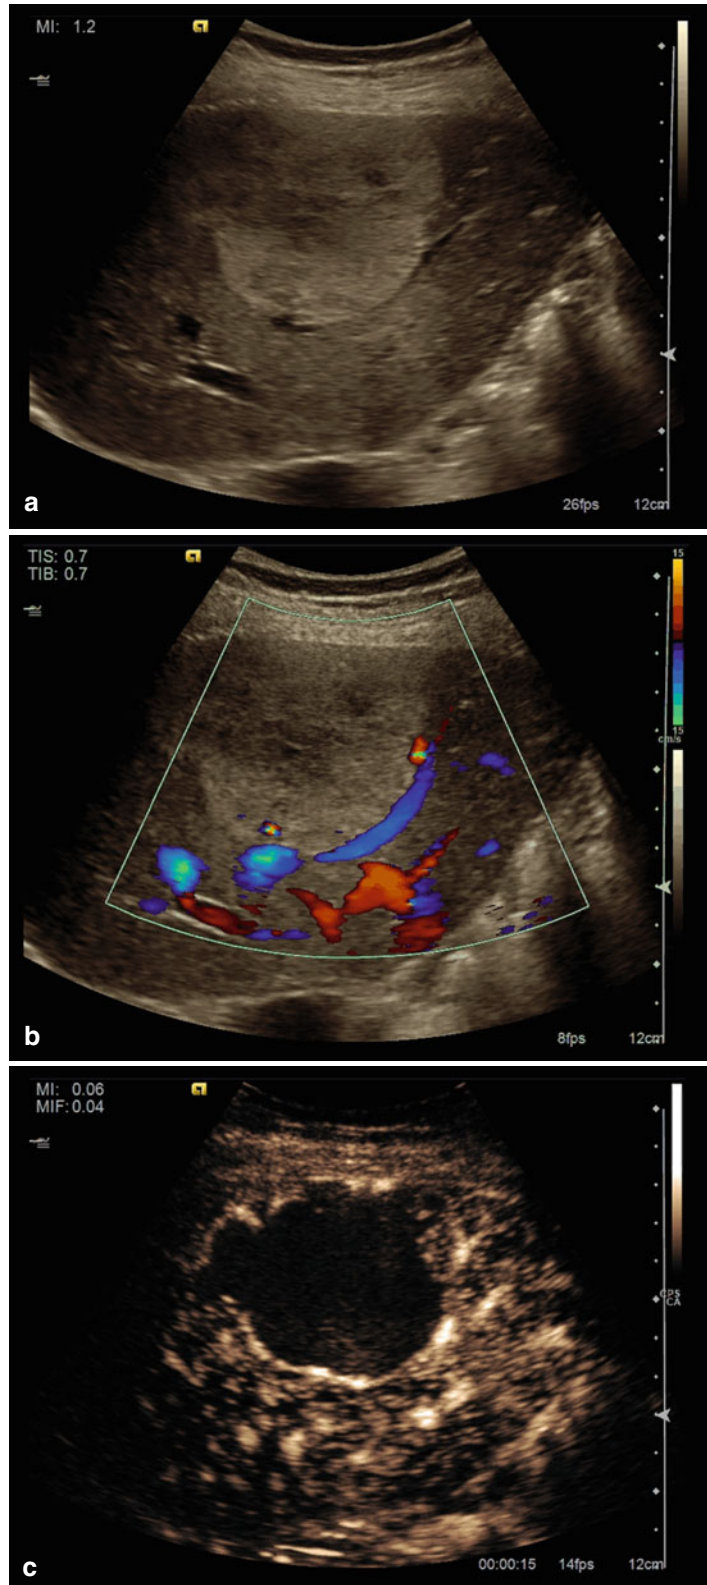 MI: 1.2
26fps 12cm
a
TIS: 0.7
TIB: 0.7
15
15
cm/s
8fps 12cm
b
MI: 0.06
MIF: 0.04
CPS
CA
00:00:15 14fps 12cm
c